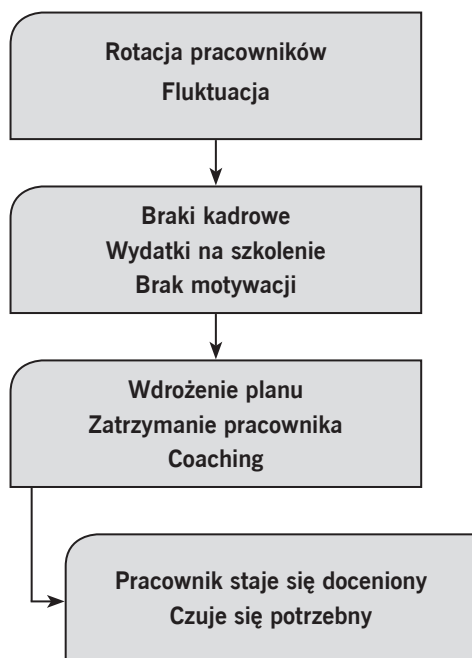 Rotacja pracowników
Fluktuacja
Braki kadrowe
Wydatki na szkolenie
Brak motywacji
Wdrożenie planu
Zatrzymanie pracownika
Coaching
Pracownik staje się doceniony
Czuje się potrzebny